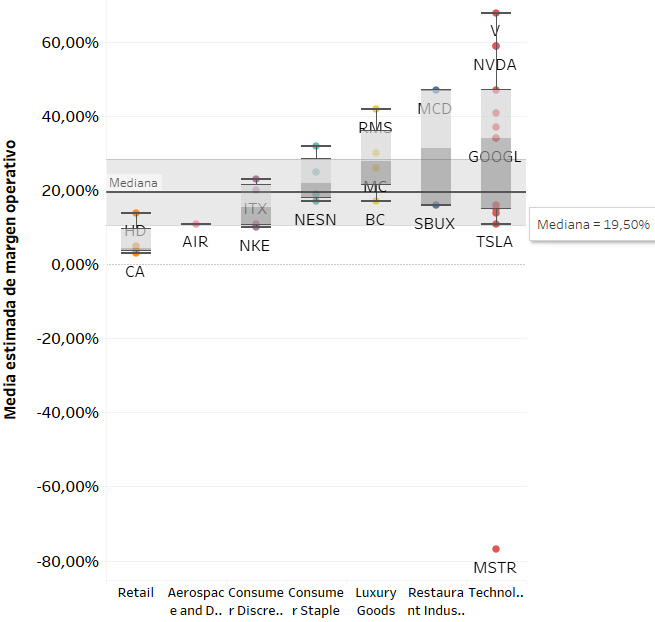 Media estimada de margen operativo
60,00%
40,00%
20,00%
0,00%
-20,00%
-40,00%
-60,00%
-80,00%
Mediana
HD
CA
AIR
ITX
NKE
NESN
RMS
MC
BC
MCD
SBUX
V
NVDA
GOOGL
TSLA
MSTR
Mediana = 19,50%
Retail
Aerospac
e and D..
Consume
r Discre..
Consume
r Staple
Luxury
Goods
Restaura
nt Indus..
Technol..